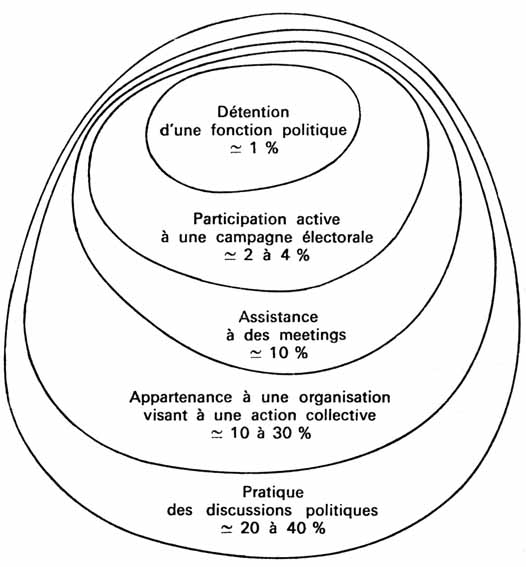 Détention
d'une fonction politique
≃ 1 %
Participation active
à une campagne électorale
≃ 2 à 4 %
Assistance
à des meetings
≃ 10 %
Appartenance à une organisation
visant à une action collective
≃ 10 à 30 %
Pratique
des discussions politiques
≃ 20 à 40 %